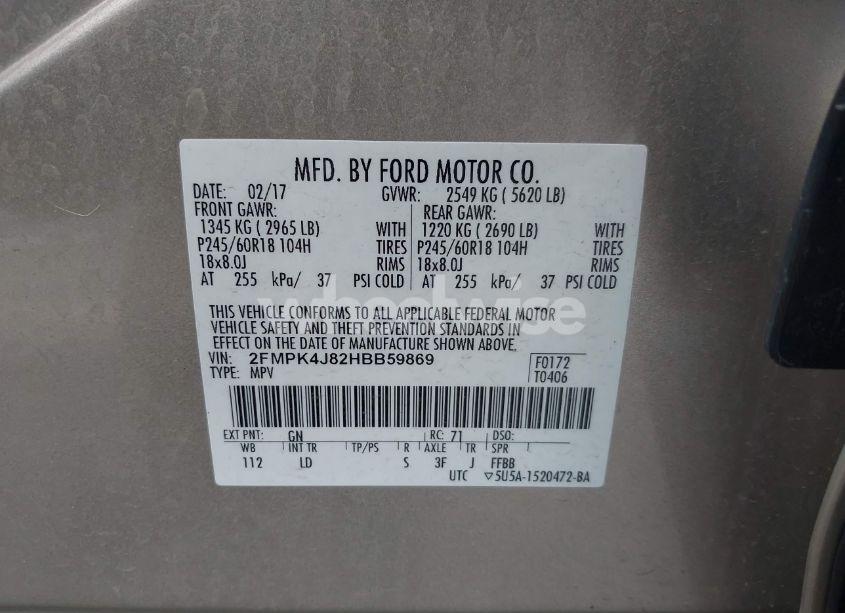 MFD. BY FORD MOTOR CO.
DATE: 02/17 GVWR: 2549 KG ( 5620 LB)
FRONT GAWR: REAR GAWR:
1345 KG ( 2965 LB) WITH 1220 KG ( 2690 LB) WITH
P245/60R18 104H TIRES P245/60R18 104H TIRES
18x8.0J RIMS 18x8.0J RIMS
AT 255 kPa/ 37 PSI COLD AT 255 kPa/ 37 PSI COLD
THIS VEHICLE CONFORMS TO ALL APPLICABLE FEDERAL MOTOR
VEHICLE SAFETY AND THEFT PREVENTION STANDARDS IN
EFFECT ON THE DATE OF MANUFACTURE SHOWN ABOVE.
VIN: 2FMPK4J82HBB59869 F0172
TYPE: MPV T0406
EXT PNT: GN RC: 71 DSO:
WB INT TR TP/PS R AXLE TR SPR
112 LD S 3F J FFBB
UTC ▽5U5A-1520472-BA
wheelwise